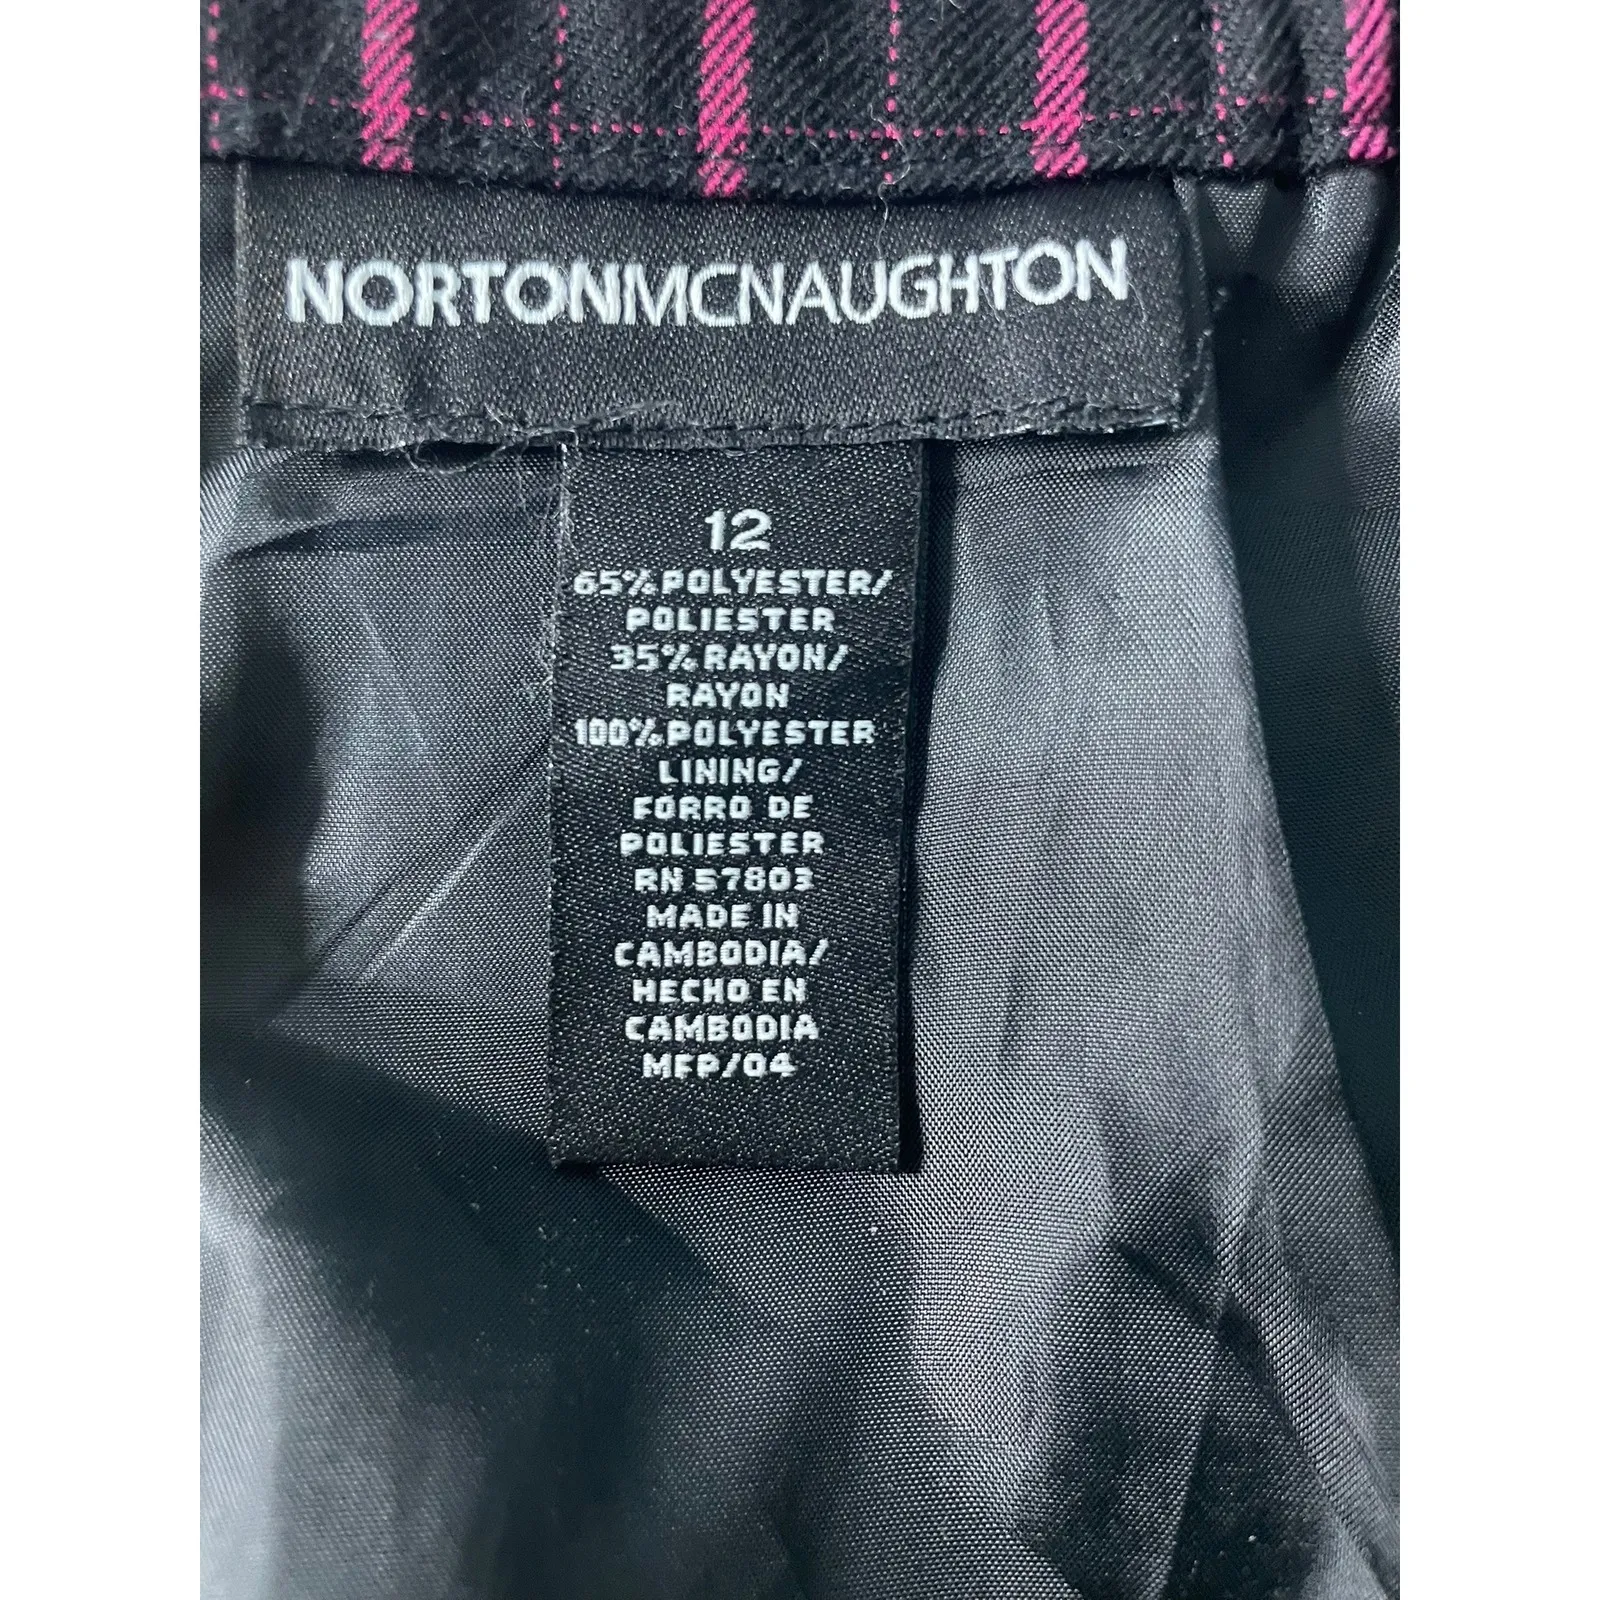 NORTONMCNAUGHTON
12
65%POLYESTER/
POLIESTER
35%RAYON/
RAYON
100%POLYESTER
LINING/
FORRO DE
POLIESTER
RN 57803
MADE IN
CAMBODIA/
HECHO EN
CAMBODIA
MFP/04